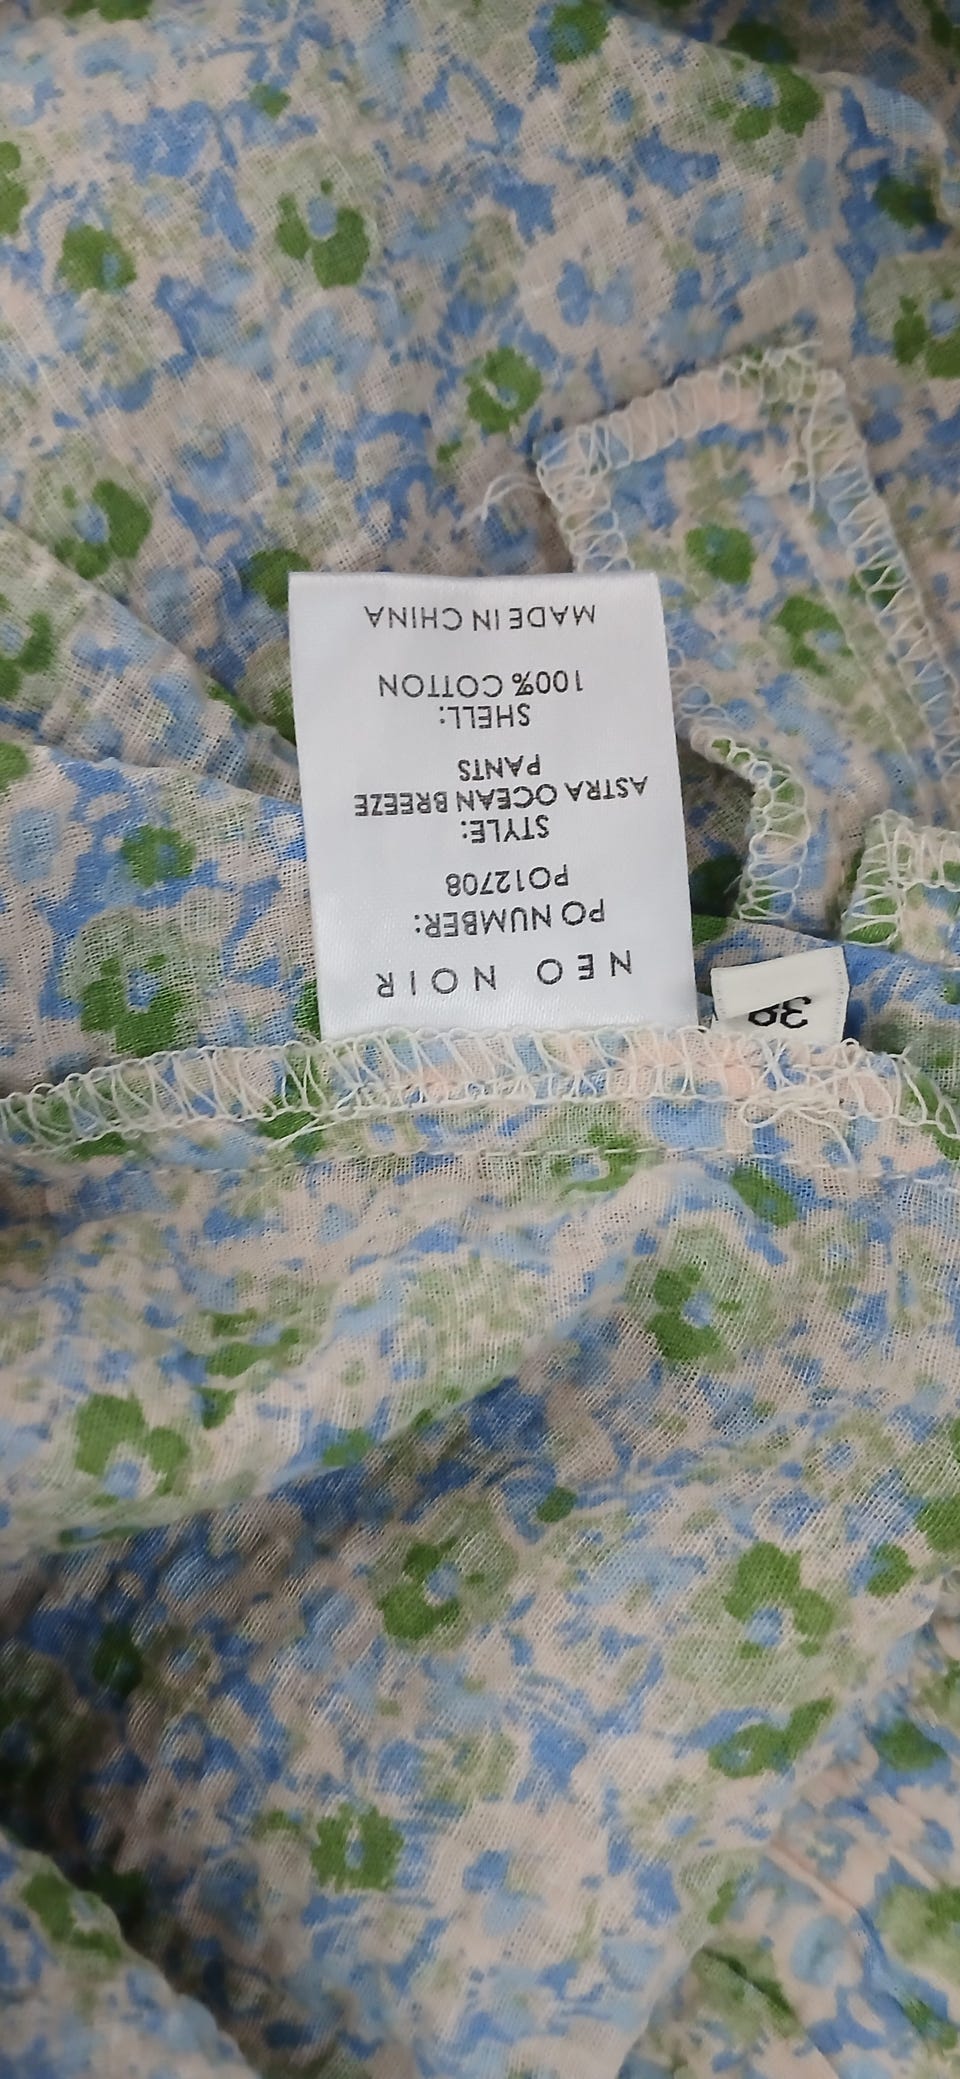 NEO NOIR
PO NUMBER:
PO12708
STYLE:
ASTRA OCEAN BREEZE
PANTS
SHELL:
100% COTTON
MADE IN CHINA
38